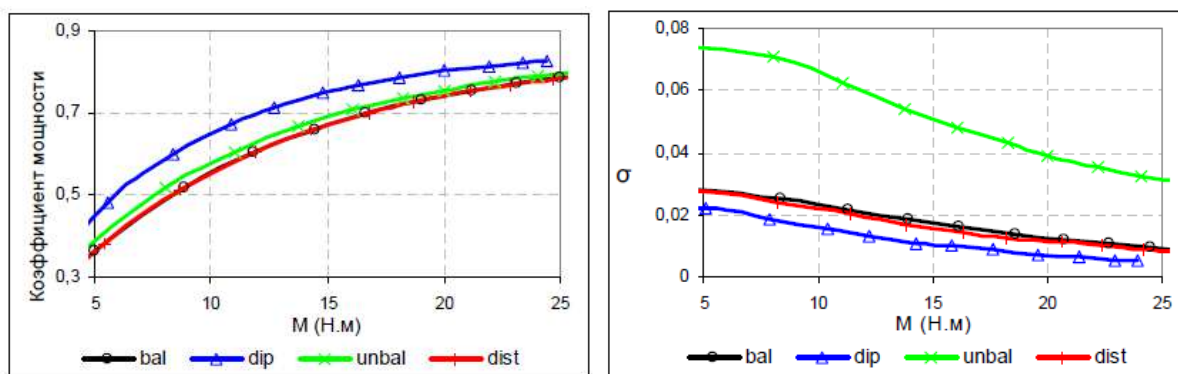 Коэффициент мощности
0,9
0,7
0,5
0,3
5 10 15 20 25
М (Н.м)
bal dip unbal dist
σ
0,08
0,06
0,04
0,02
0
5 10 15 20 25
М (Н.м)
bal dip unbal dist